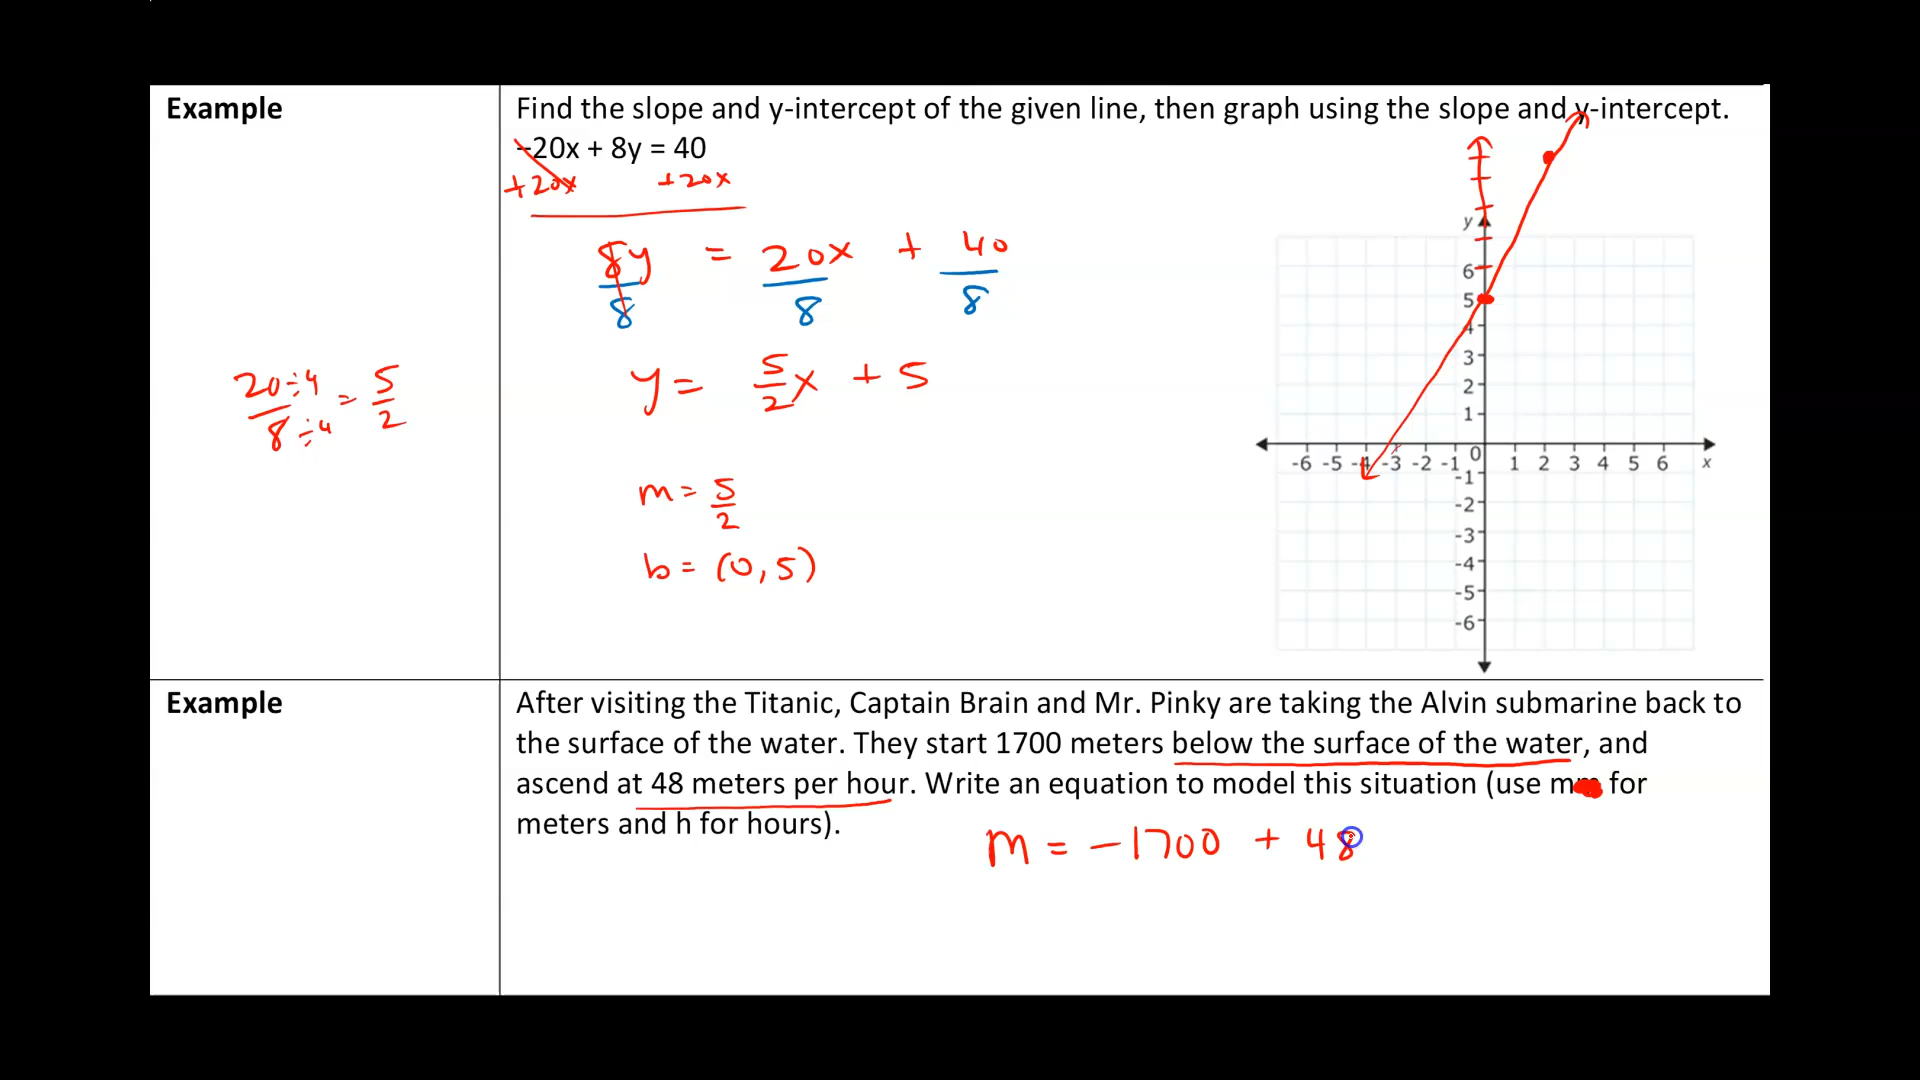 Example
Find the slope and y-intercept of the given line, then graph using the slope and y-intercept.
-20x + 8y = 40
+20x +20x
8y = 20x + 40
8 8 8
y = 5/2 x + 5
20÷4 / 8÷4 = 5/2
m = 5/2
b = (0,5)
y
6
5
4
3
2
1
-6 -5 -4 -3 -2 -1 0 1 2 3 4 5 6 x
-1
-2
-3
-4
-5
-6
Example
After visiting the Titanic, Captain Brain and Mr. Pinky are taking the Alvin submarine back to
the surface of the water. They start 1700 meters below the surface of the water, and
ascend at 48 meters per hour. Write an equation to model this situation (use m for
meters and h for hours).
m = -1700 + 48